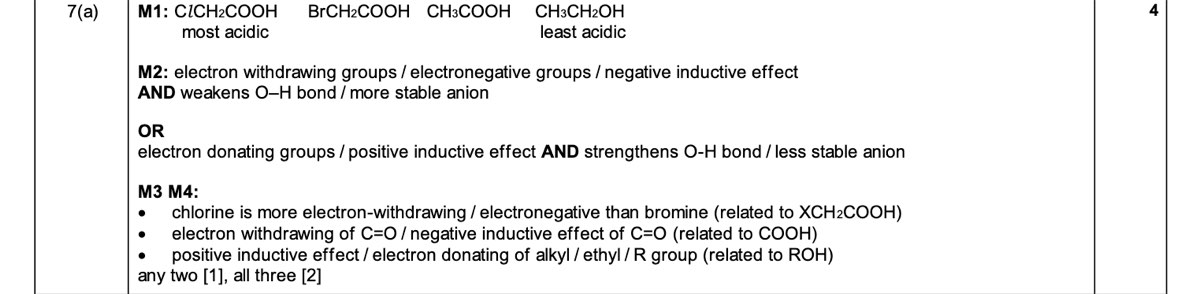 7(a) M1: ClCH₂COOH BrCH₂COOH CH₃COOH CH₃CH₂OH 4
most acidic least acidic
M2: electron withdrawing groups / electronegative groups / negative inductive effect
AND weakens O–H bond / more stable anion
OR
electron donating groups / positive inductive effect AND strengthens O-H bond / less stable anion
M3 M4:
• chlorine is more electron-withdrawing / electronegative than bromine (related to XCH₂COOH)
• electron withdrawing of C=O / negative inductive effect of C=O (related to COOH)
• positive inductive effect / electron donating of alkyl / ethyl / R group (related to ROH)
any two [1], all three [2]